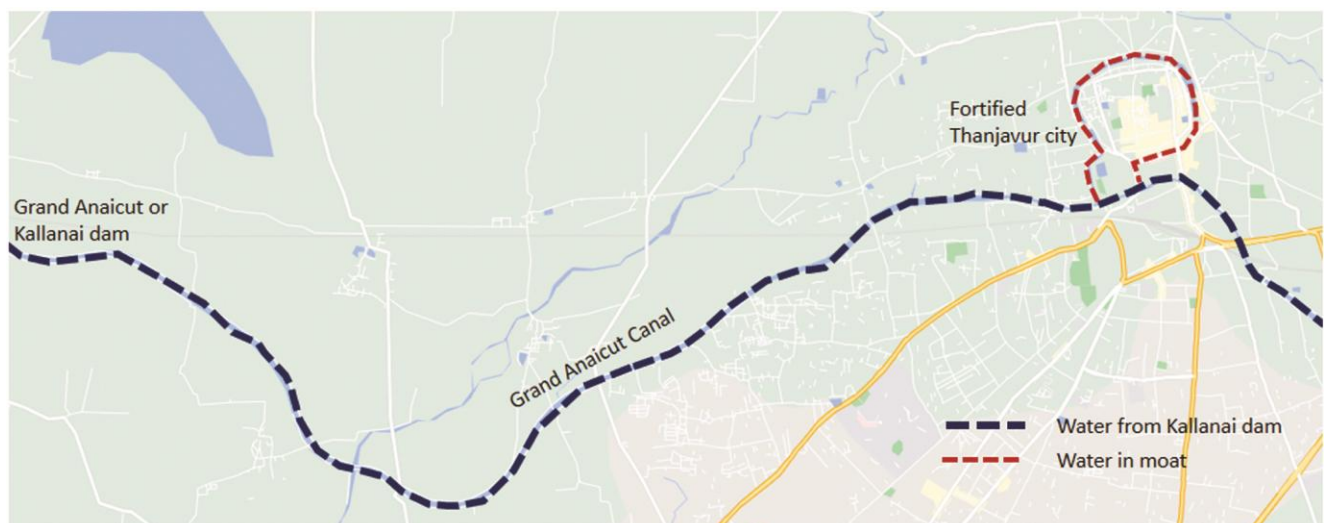 Fortified
Thanjavur city
Grand Anaicut or
Kallanai dam
Grand Anaicut Canal
Water from Kallanai dam
Water in moat